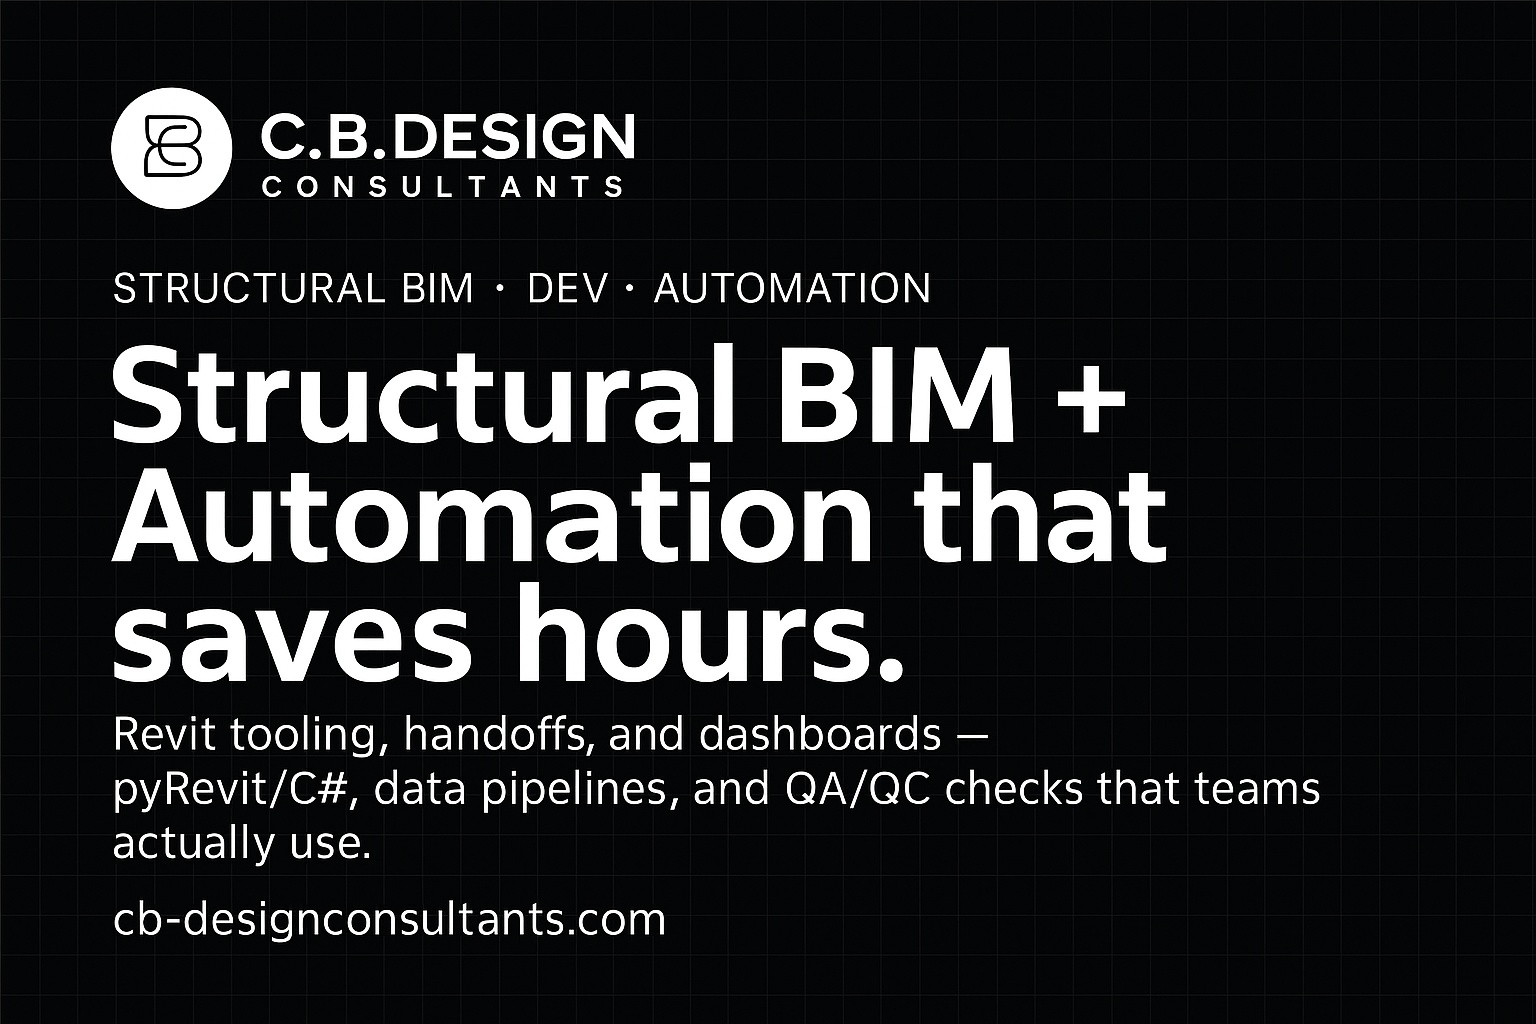 C.B.DESIGN
CONSULTANTS
STRUCTURAL BIM · DEV · AUTOMATION
Structural BIM +
Automation that
saves hours.
Revit tooling, handoffs, and dashboards —
pyRevit/C#, data pipelines, and QA/QC checks that teams
actually use.
cb-designconsultants.com